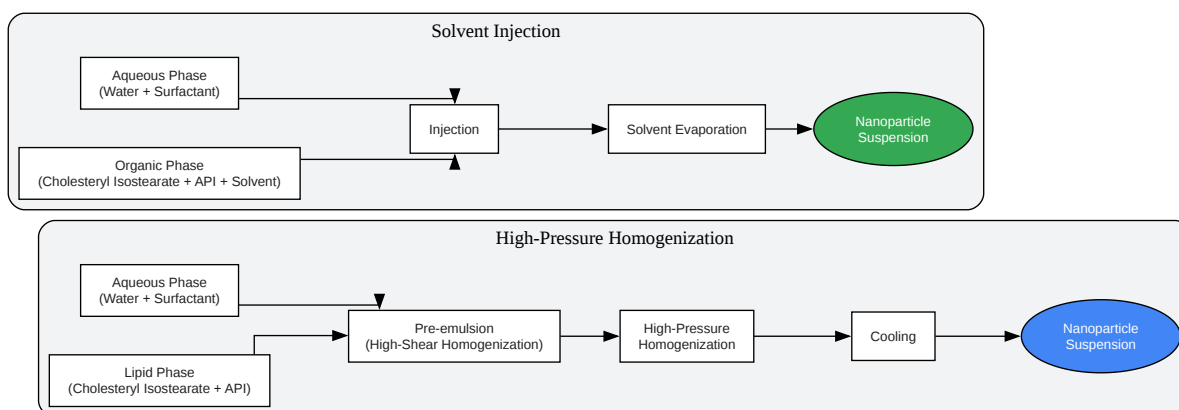 Solvent Injection
Aqueous Phase
(Water + Surfactant)
Organic Phase
(Cholesteryl Isostearate + API + Solvent)
Injection
Solvent Evaporation
Nanoparticle
Suspension
High-Pressure Homogenization
Aqueous Phase
(Water + Surfactant)
Lipid Phase
(Cholesteryl Isostearate + API)
Pre-emulsion
(High-Shear Homogenization)
High-Pressure
Homogenization
Cooling
Nanoparticle
Suspension